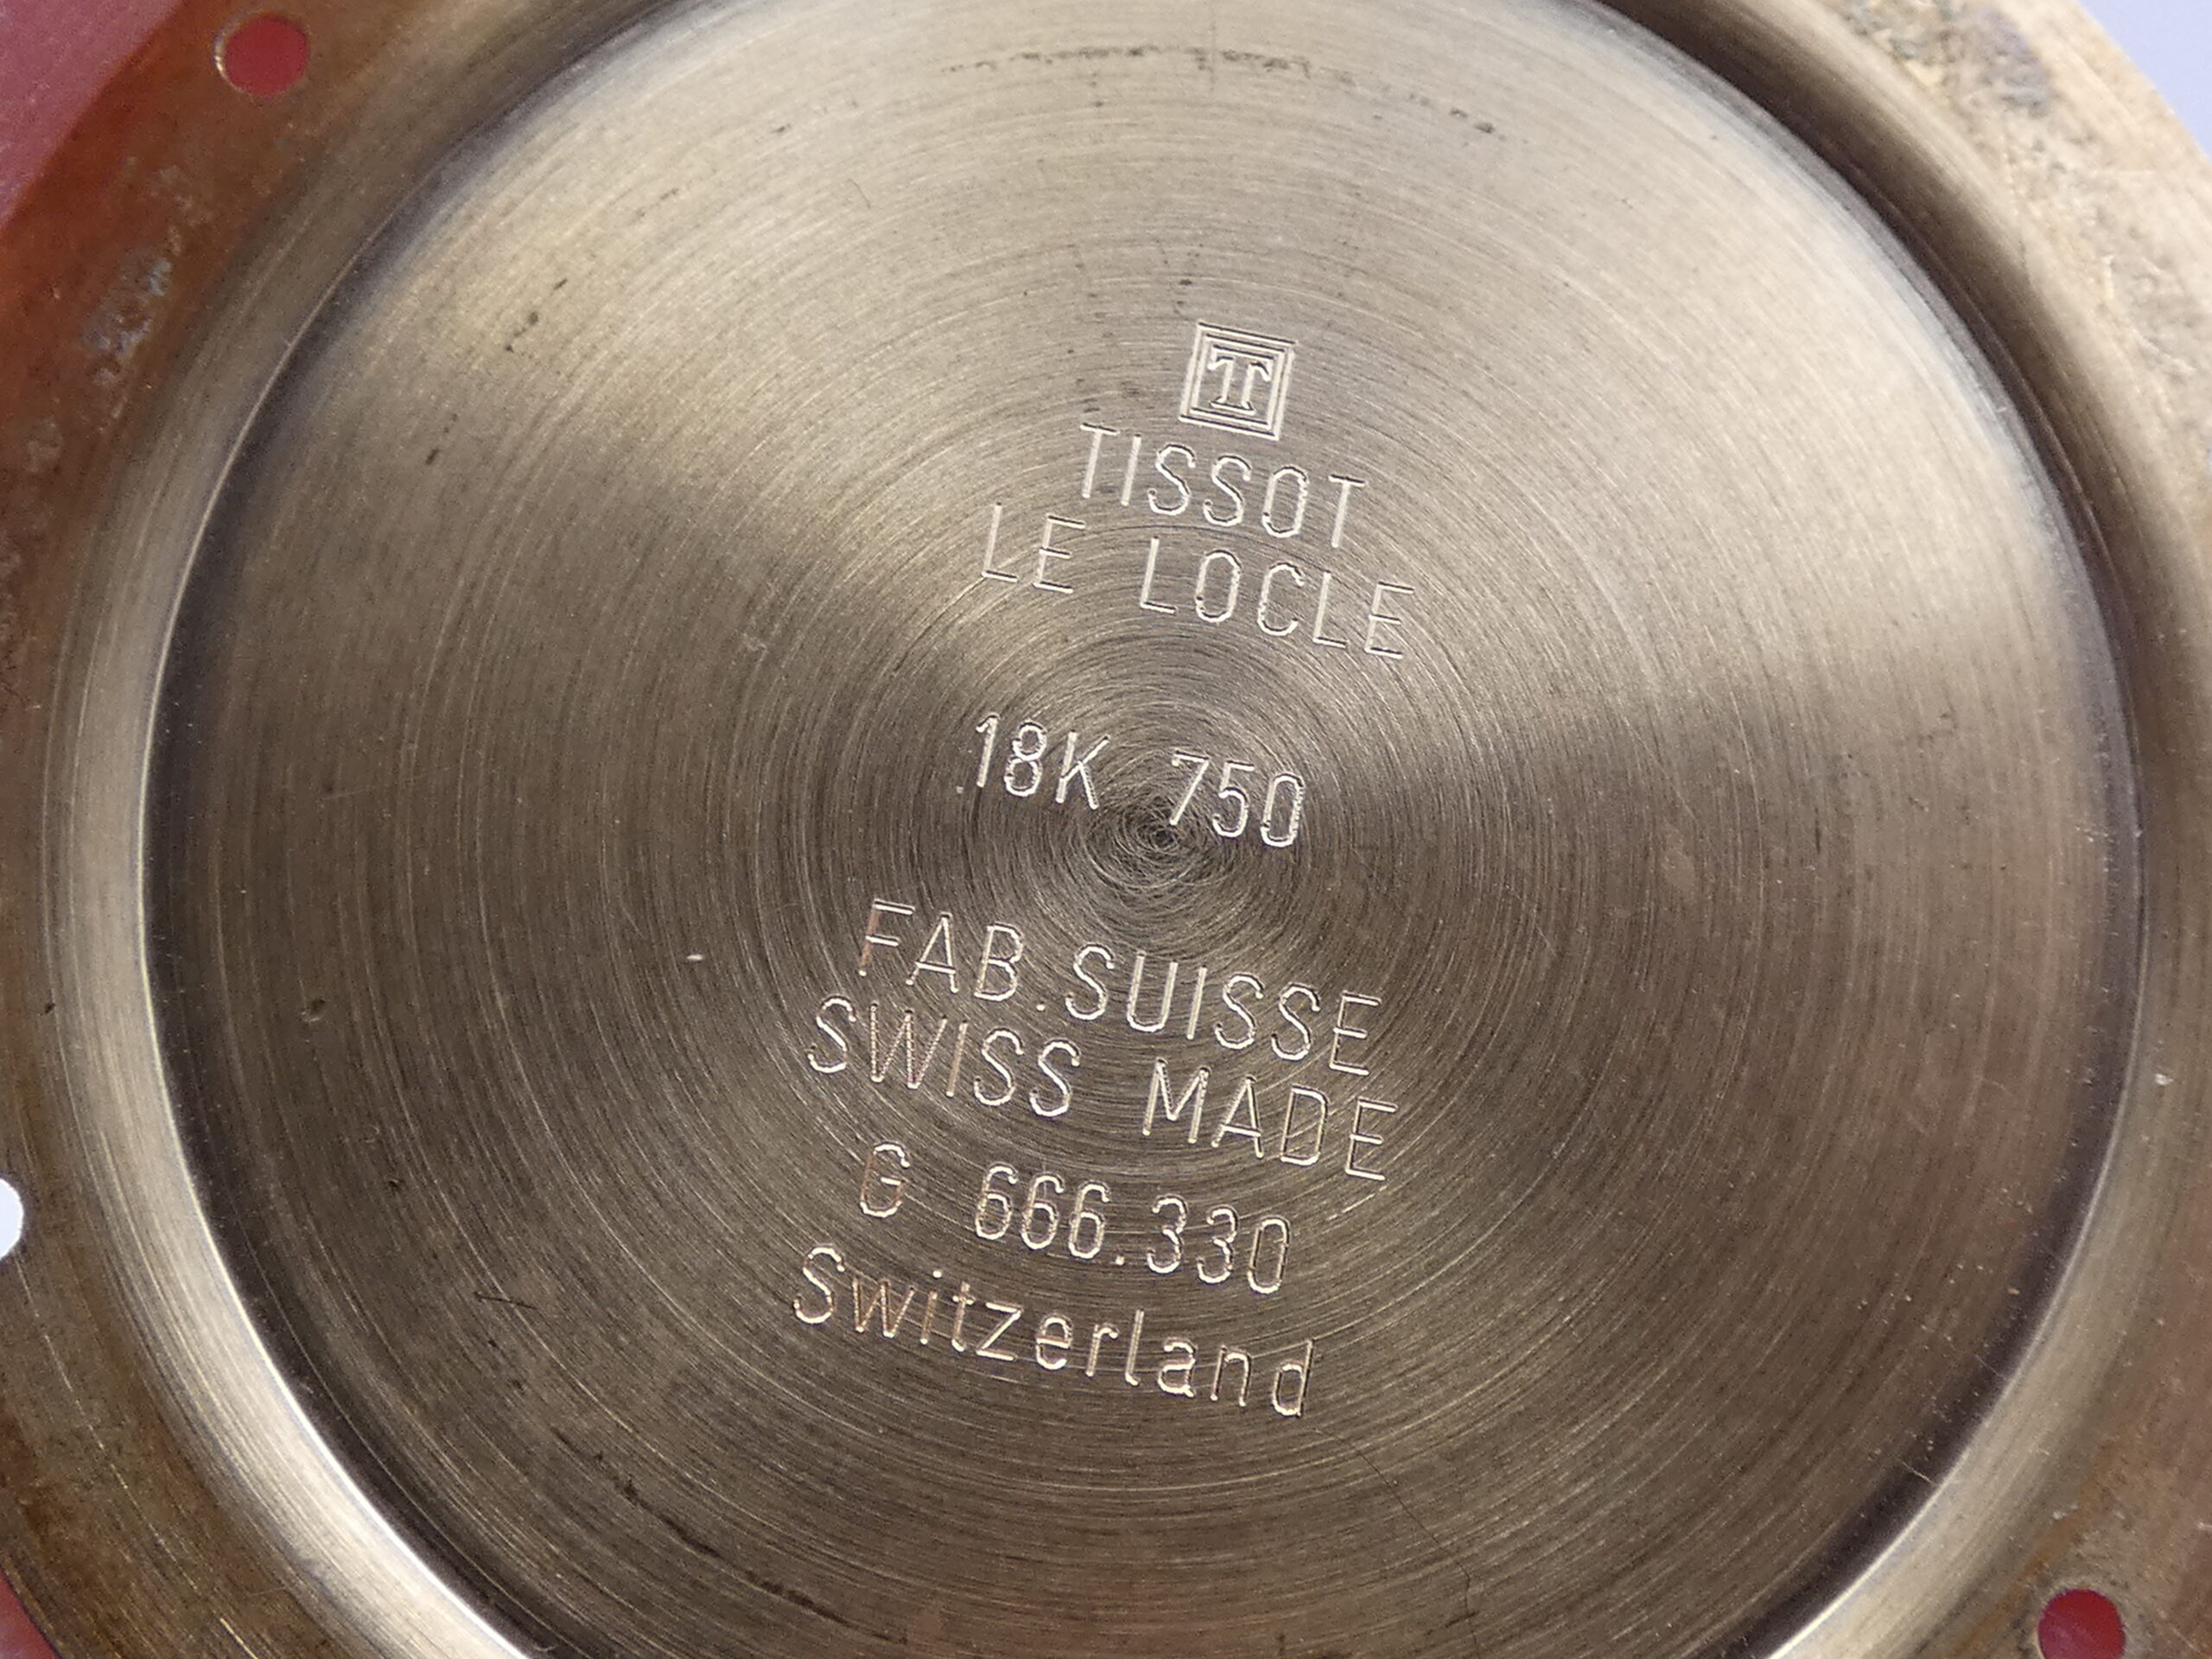 T
TISSOT
LE LOCLE
18K 750
FAB.SUISSE
SWISS MADE
G 666.330
Switzerland